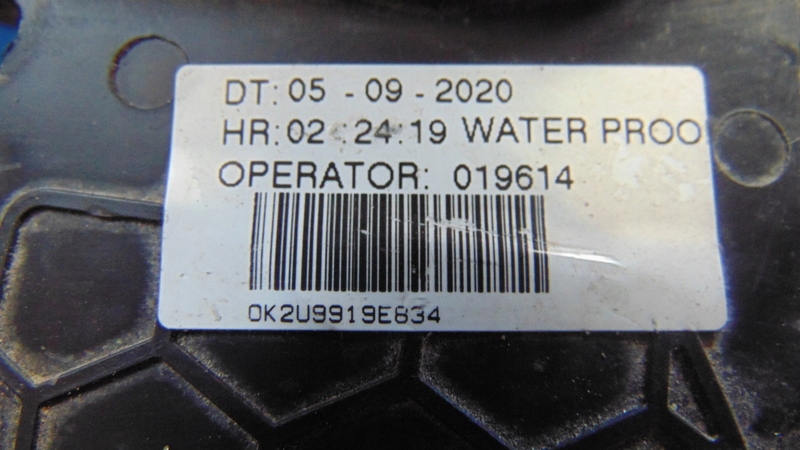 DT: 05 - 09 - 2020
HR: 02 : 24: 19 WATER PROO
OPERATOR: 019614
0K2U9919E834